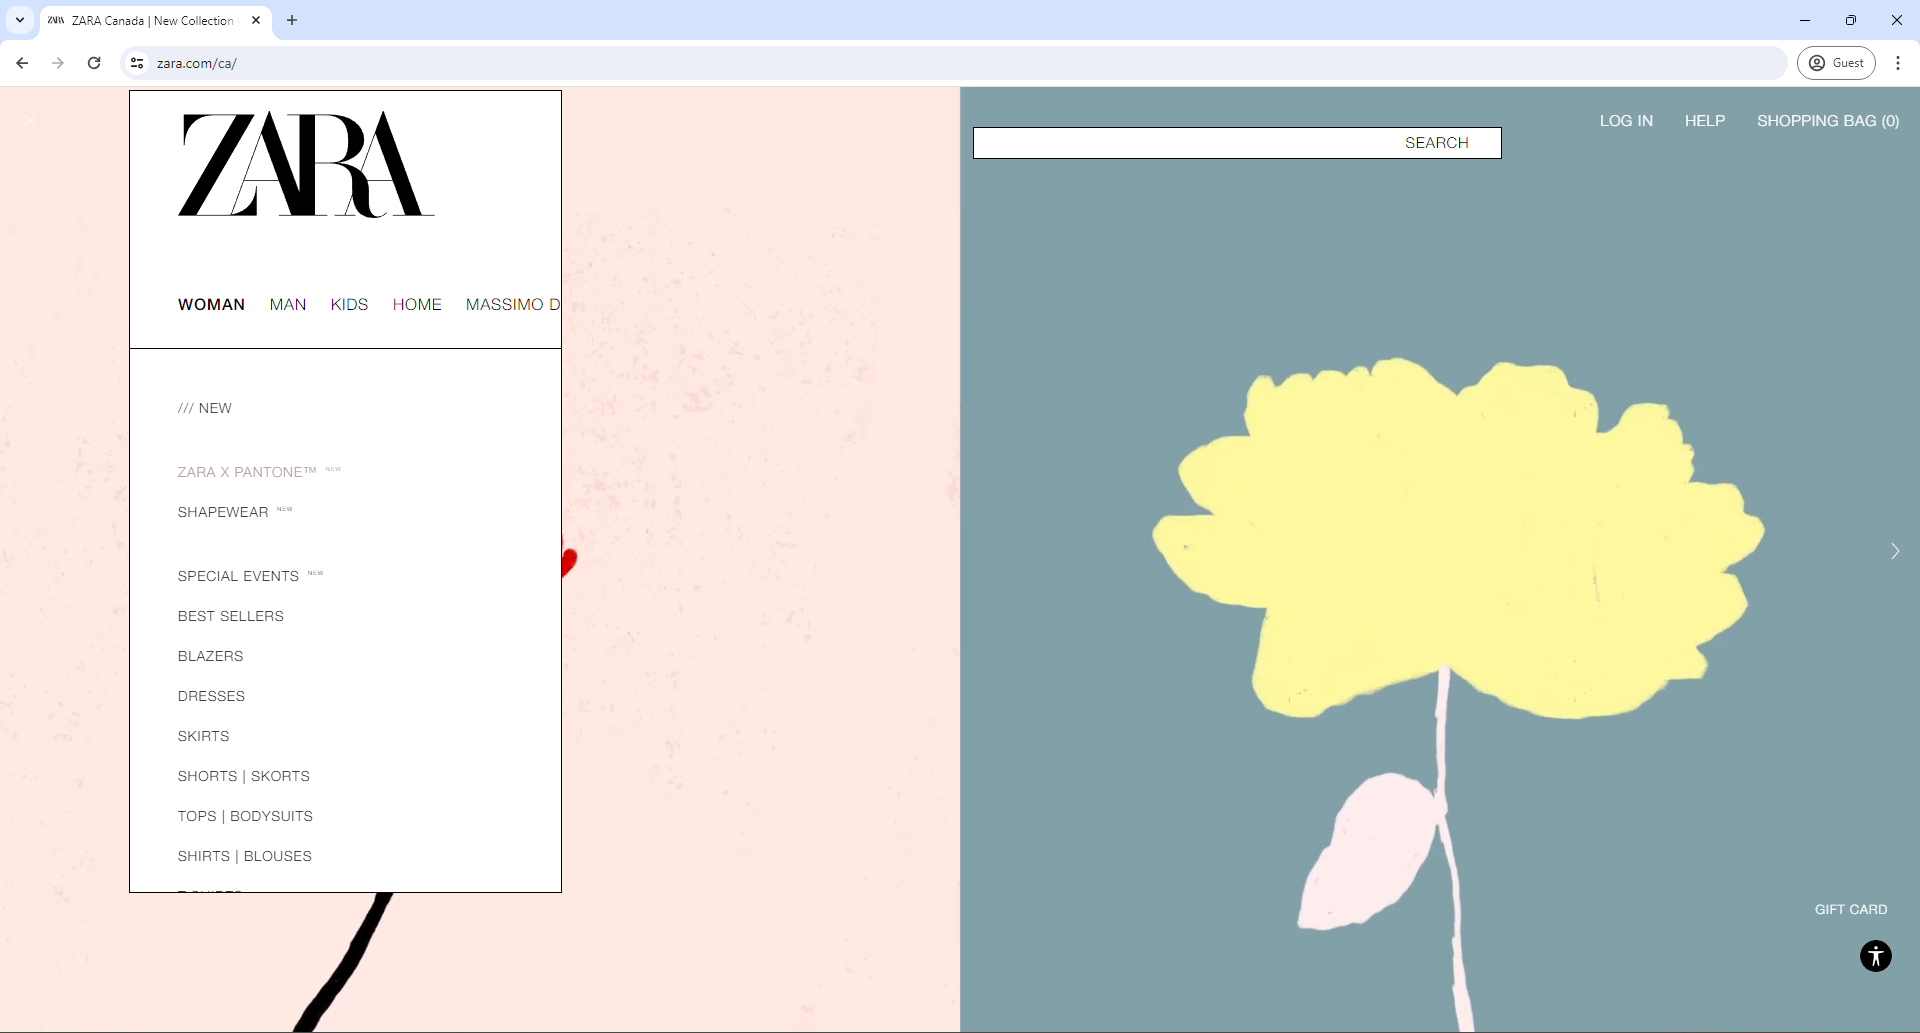 ZARA Canada | New Collection
zara.com/ca/
Guest
ZARA
LOG IN
HELP
SHOPPING BAG (0)
SEARCH
WOMAN
MAN
KIDS
HOME
MASSIMO D
/// NEW
ZARA X PANTONE™ NEW
SHAPEWEAR NEW
SPECIAL EVENTS NEW
BEST SELLERS
BLAZERS
DRESSES
SKIRTS
SHORTS | SKORTS
TOPS | BODYSUITS
SHIRTS | BLOUSES
GIFT CARD